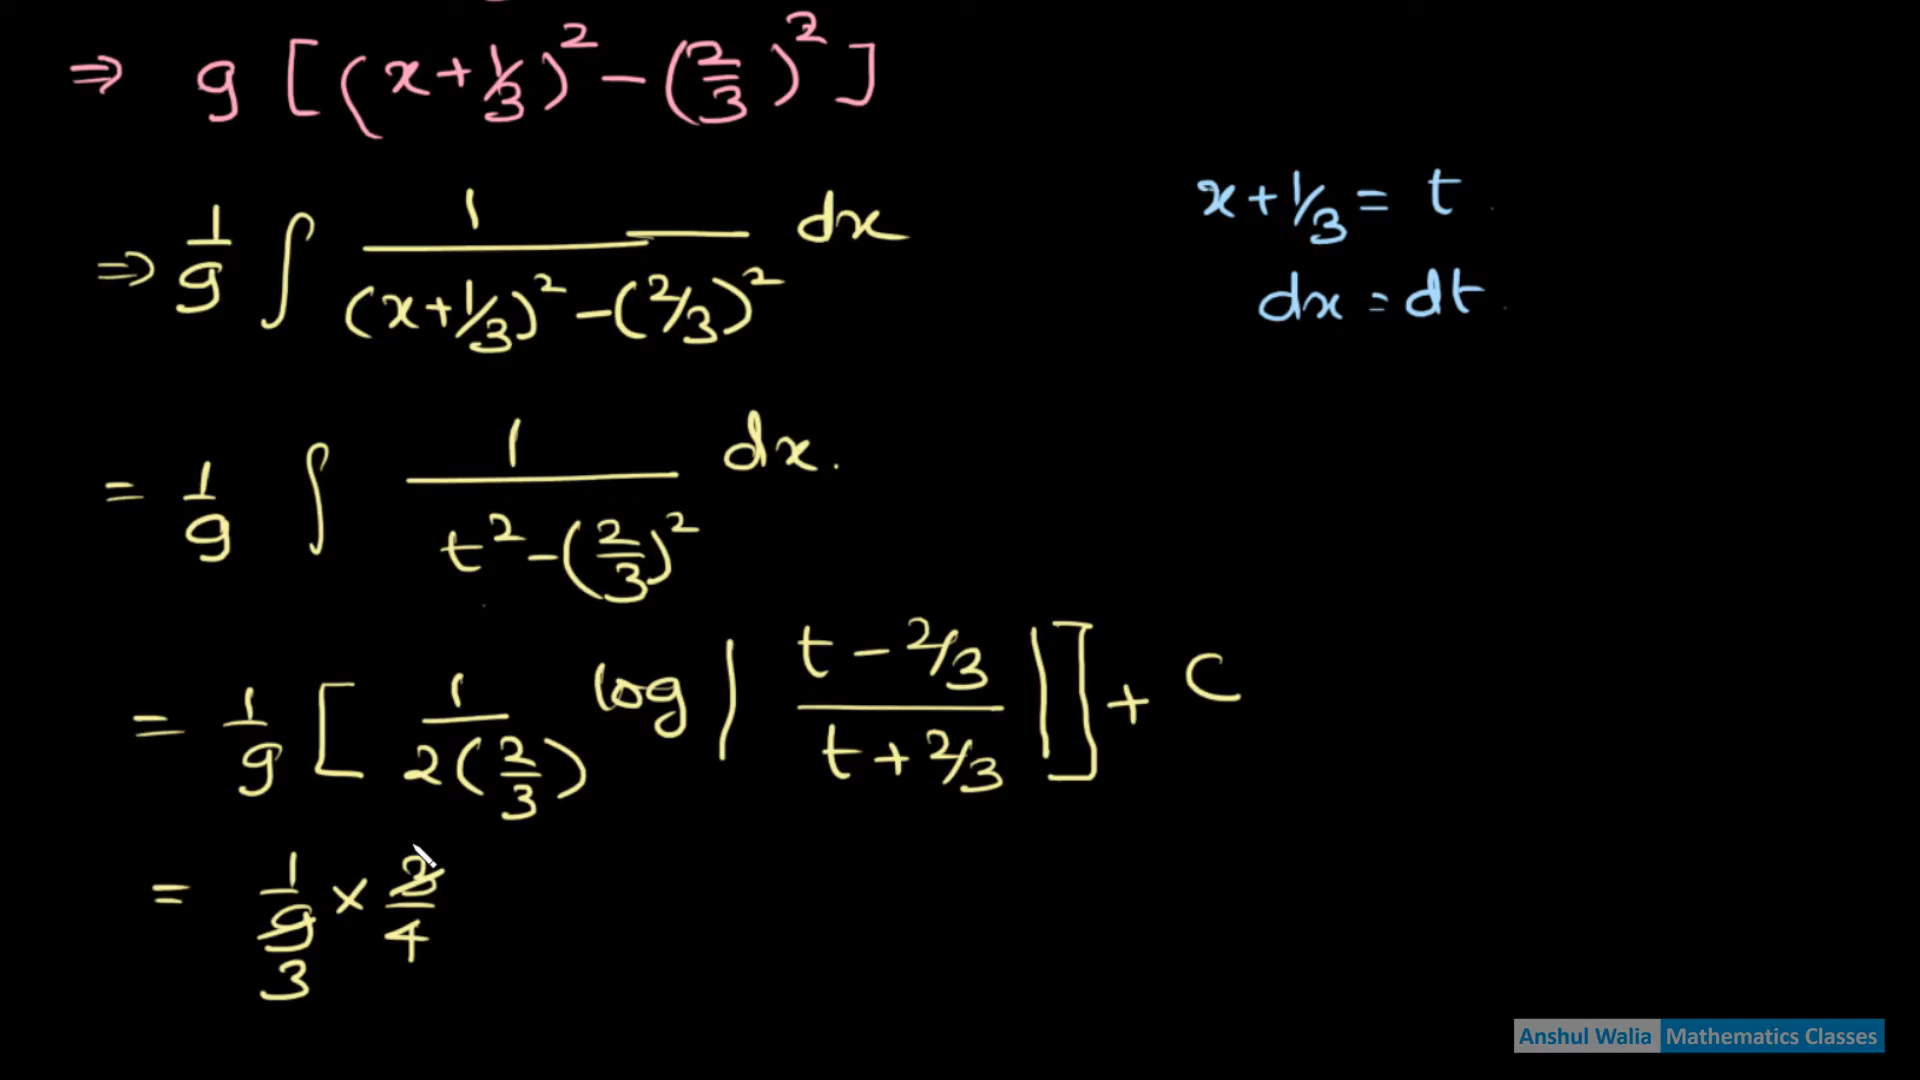 ⇒ 9 [(x+1/3)² − (2/3)²]
⇒ 1/9 ∫ 1/((x+1/3)² − (2/3)²) dx
x+1/3 = t
dx = dt
= 1/9 ∫ 1/(t² − (2/3)²) dx.
= 1/9 [ 1/(2(2/3)) log | (t − 2/3)/(t + 2/3) | ] + C
= 1/9 × 3/4
3
Anshul Walia Mathematics Classes